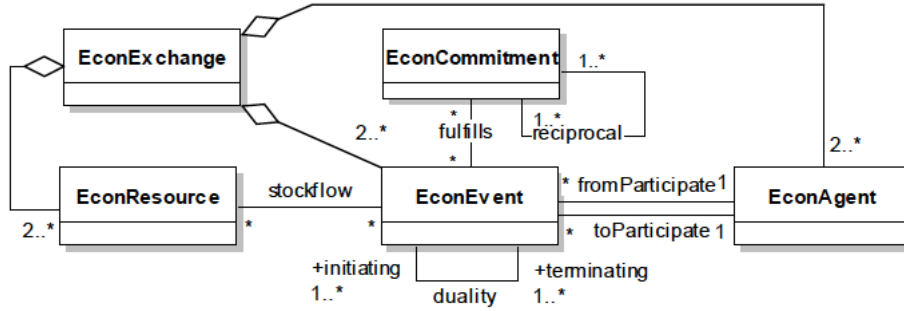 EconExchange
EconCommitment
1..*
1..*
reciprocal
*
fulfills
*
2..*
2..*
EconResource
stockflow
EconEvent
* fromParticipate 1
EconAgent
2..*
*
*
* toParticipate 1
+initiating
+terminating
1..*
duality
1..*